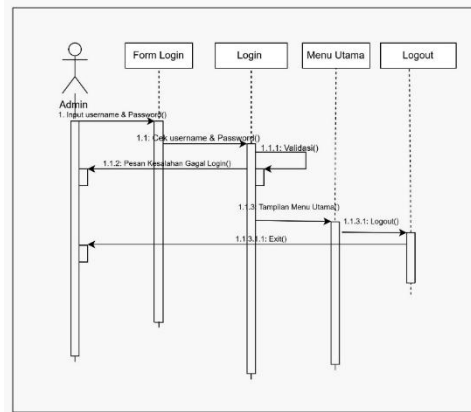 Form Login
Login
Menu Utama
Logout
Admin
1. Input username & Password()
1.1: Cek username & Password()
1.1.1: Validasi()
1.1.2: Pesan Kesalahan Gagal Login()
1.1.3: Tampilan Menu Utama()
1.1.3.1: Logout()
1.1.3.1.1: Exit()